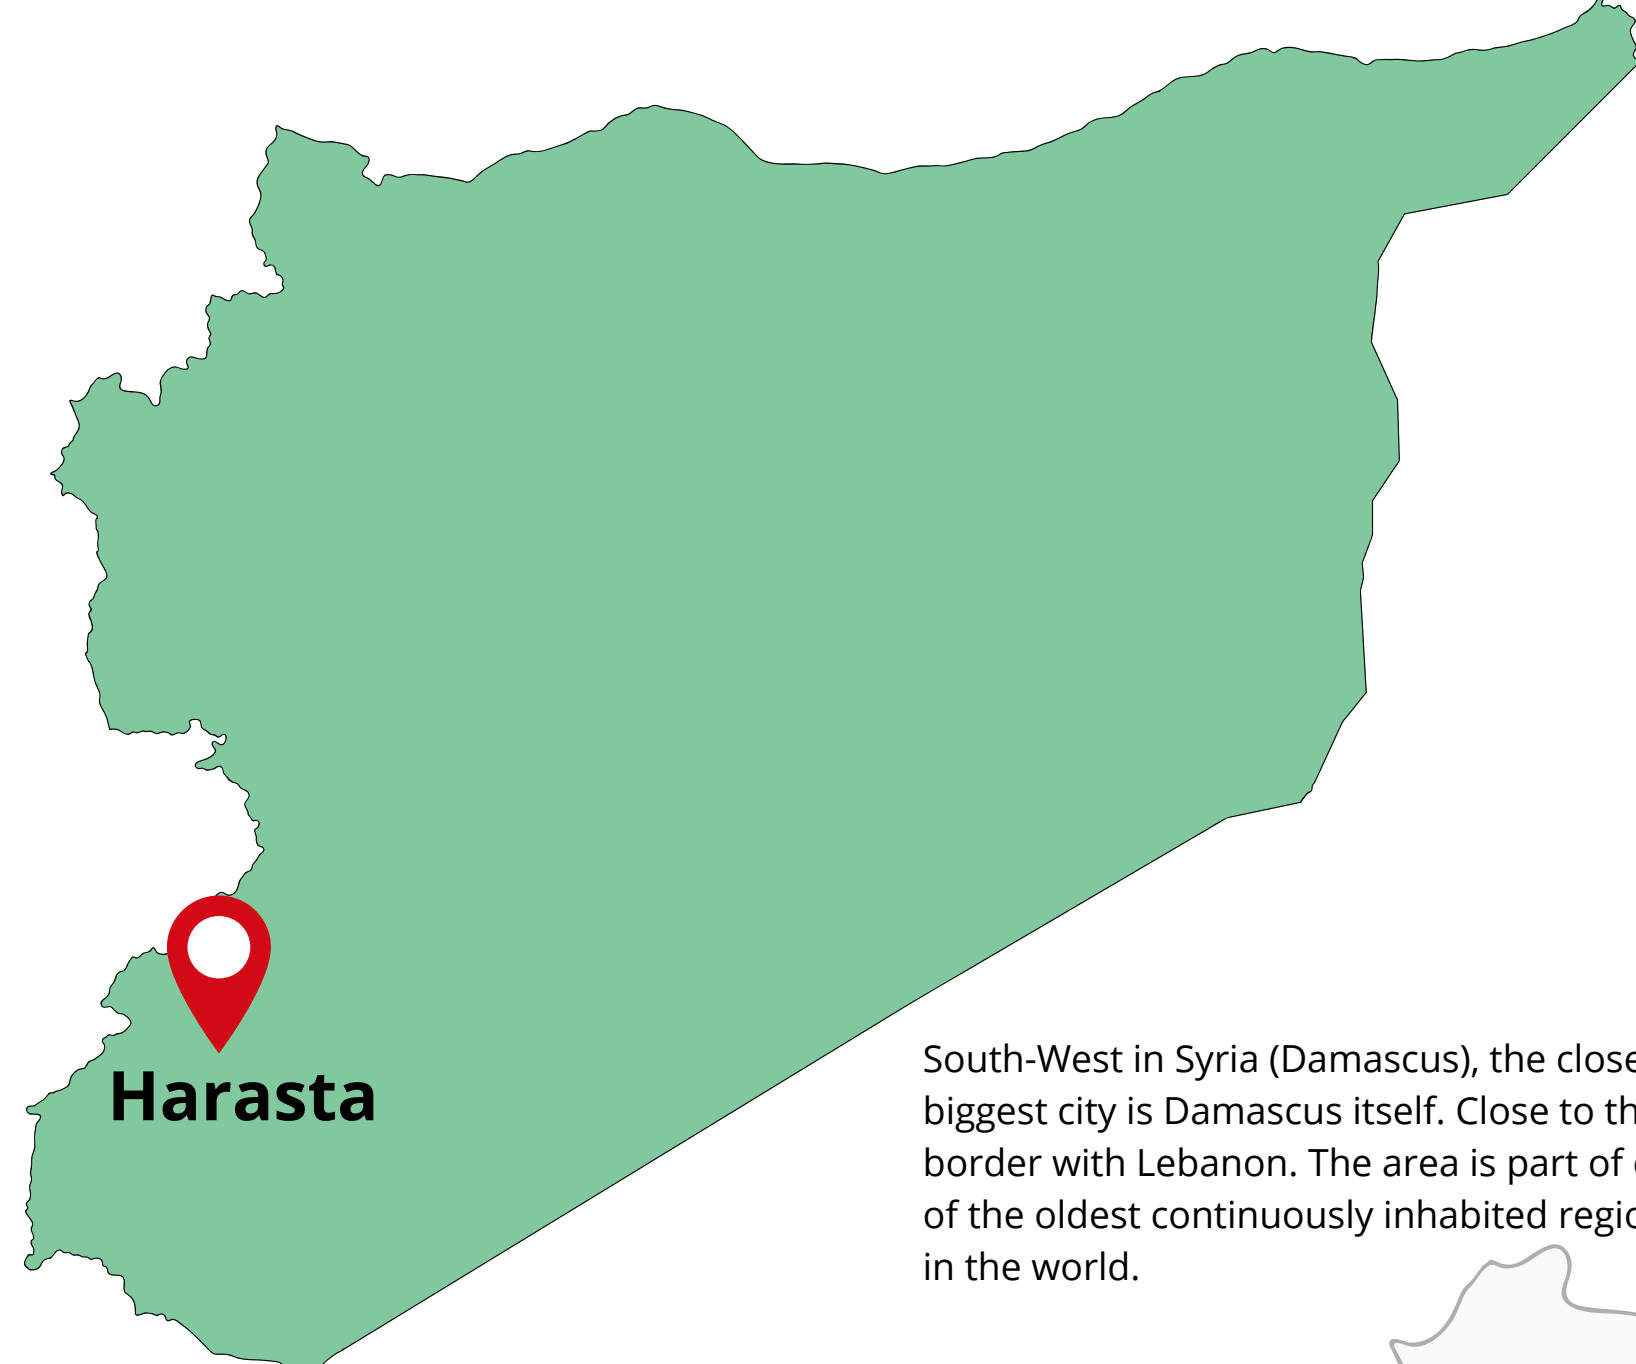 Harasta
South-West in Syria (Damascus), the close
biggest city is Damascus itself. Close to th
border with Lebanon. The area is part of
of the oldest continuously inhabited regio
in the world.